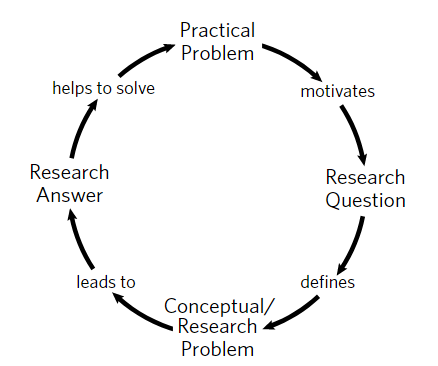 Practical
Problem
motivates
Research
Question
defines
Conceptual/
Research
Problem
leads to
Research
Answer
helps to solve